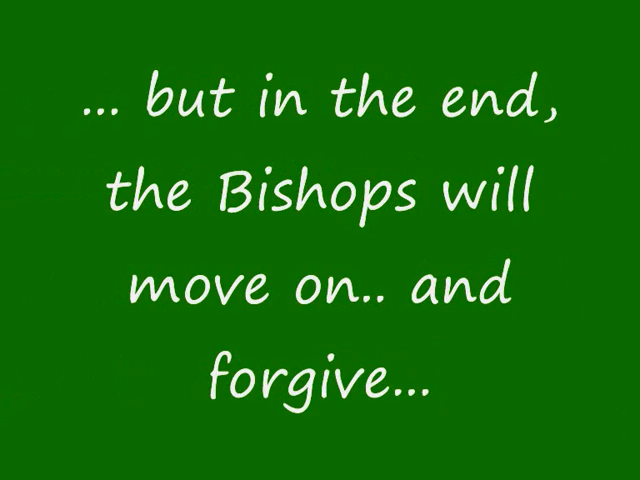 ... but in the end,
the Bishops will
move on.. and
forgive...